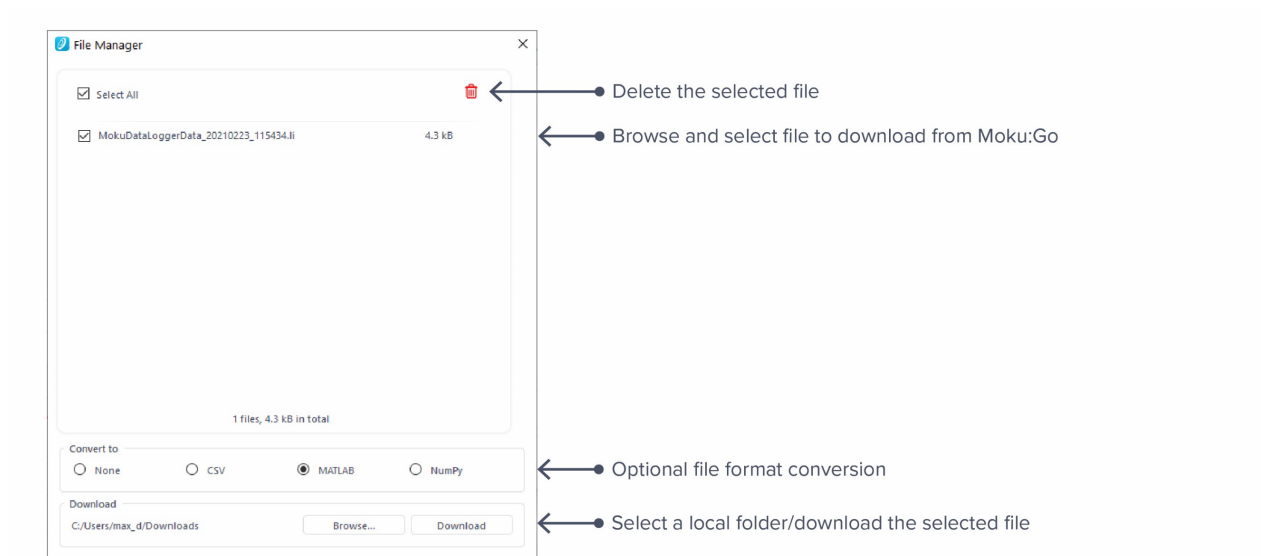 File Manager
Select All
Delete the selected file
MokuDataLoggerData_20210223_115434.li 4.3 kB
Browse and select file to download from Moku:Go
1 files, 4.3 kB in total
Convert to
None CSV MATLAB NumPy
Optional file format conversion
Download
C:/Users/max_d/Downloads Browse... Download
Select a local folder/download the selected file